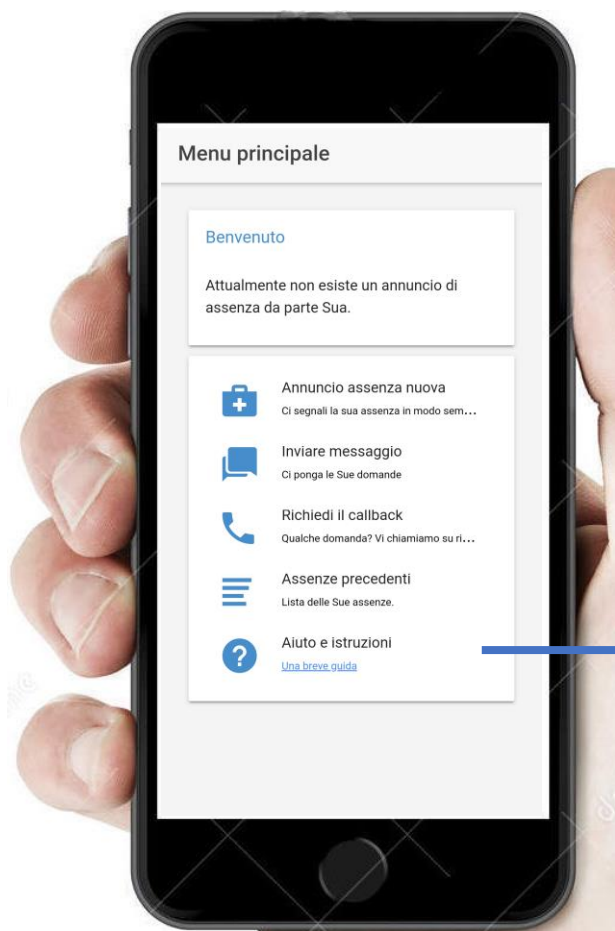 Menu principale
Benvenuto
Attualmente non esiste un annuncio di
assenza da parte Sua.
Annuncio assenza nuova
Ci segnali la sua assenza in modo sem...
Inviare messaggio
Ci ponga le Sue domande
Richiedi il callback
Qualche domanda? Vi chiamiamo su ri...
Assenze precedenti
Lista delle Sue assenze.
Aiuto e istruzioni
Una breve guida